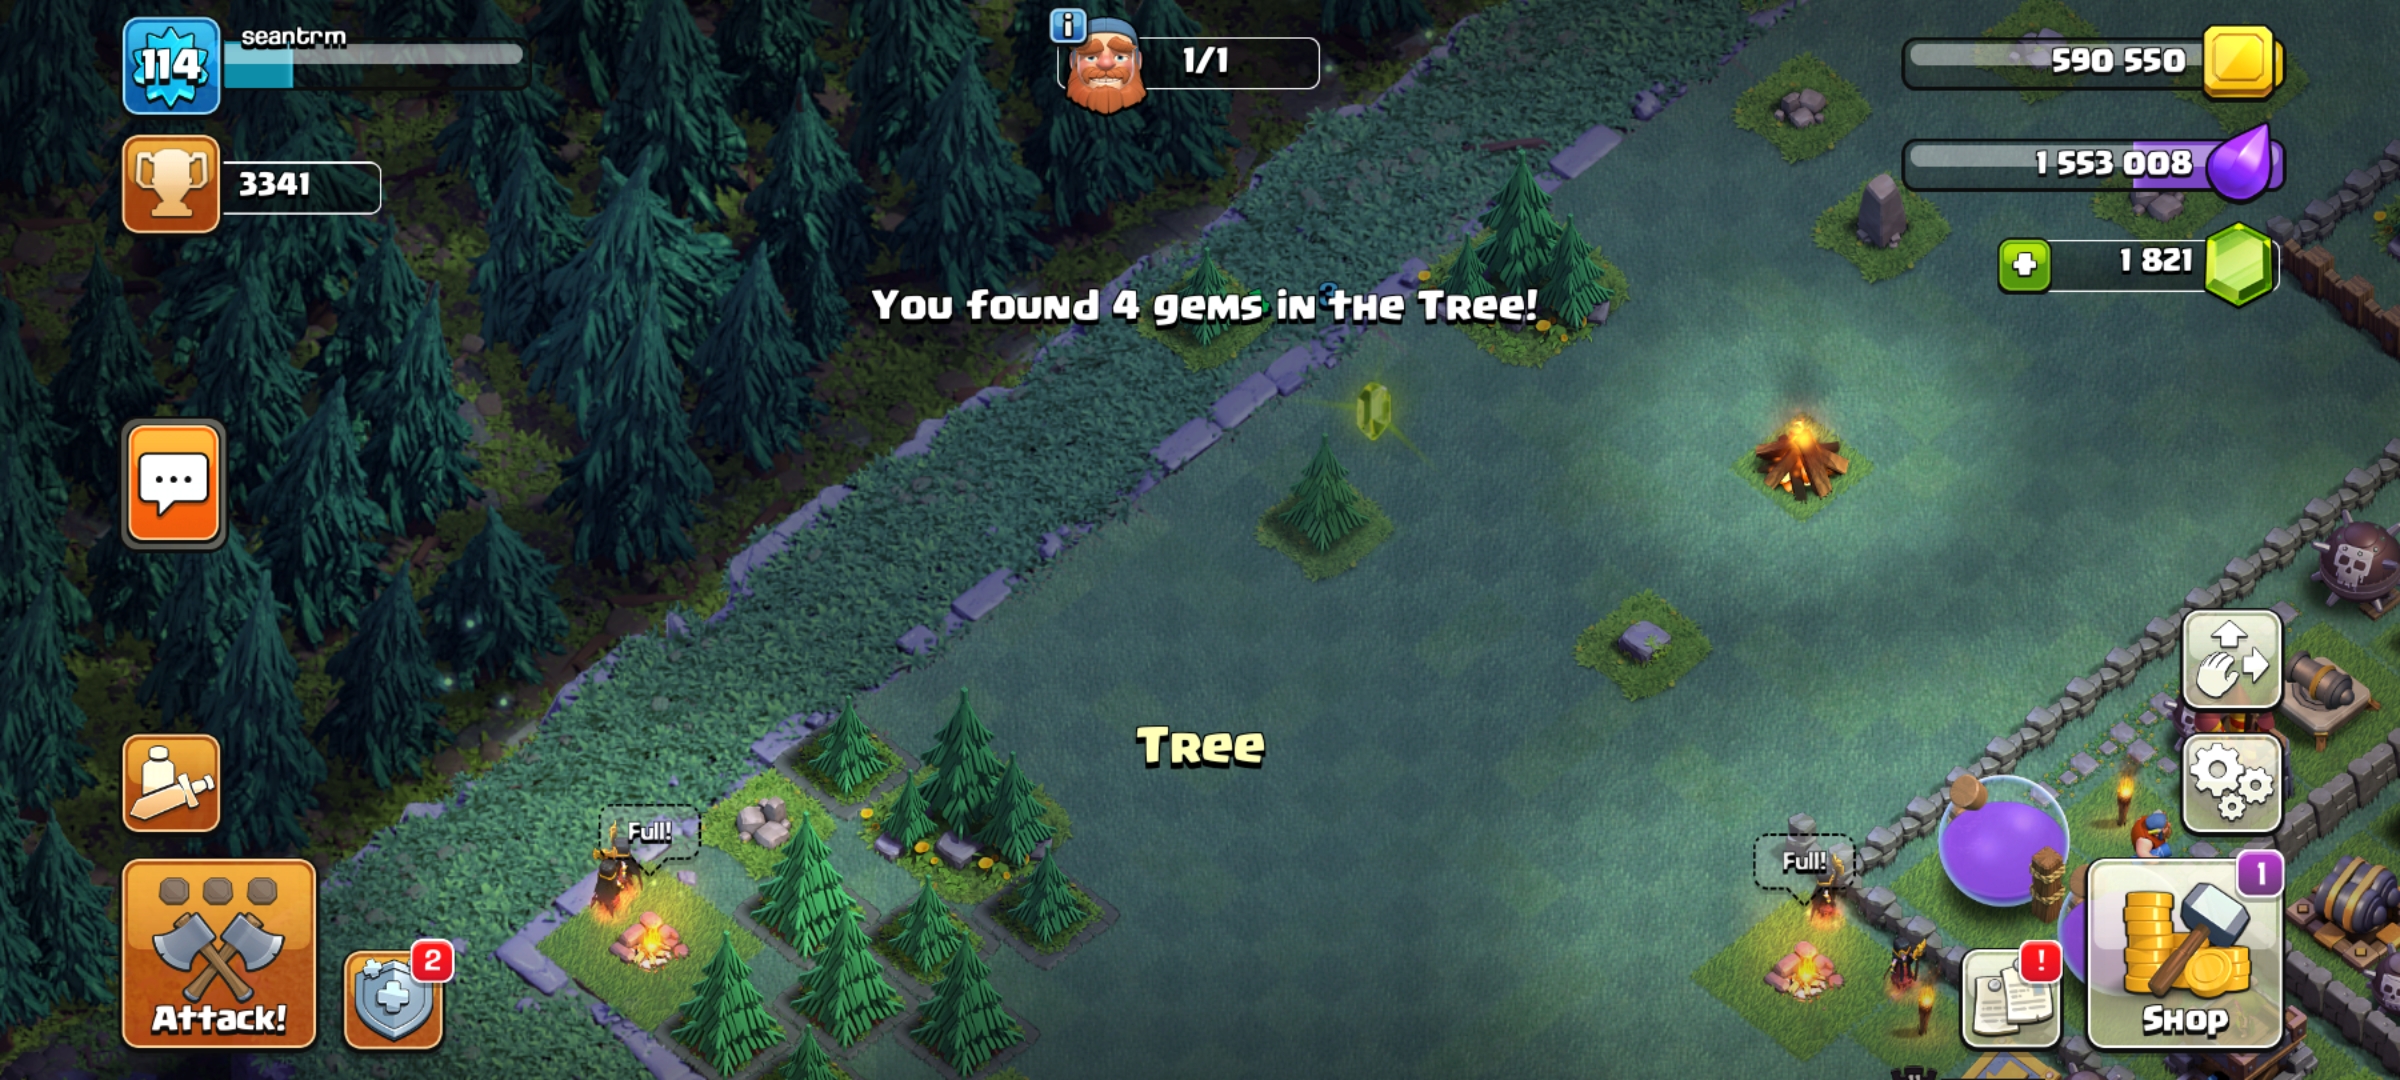 114
seantrm
i
1/1
590 550
3341
1 553 008
1 821
You found 4 gems in the Tree!
Tree
Full!
Full!
1
2
!
Attack!
Shop